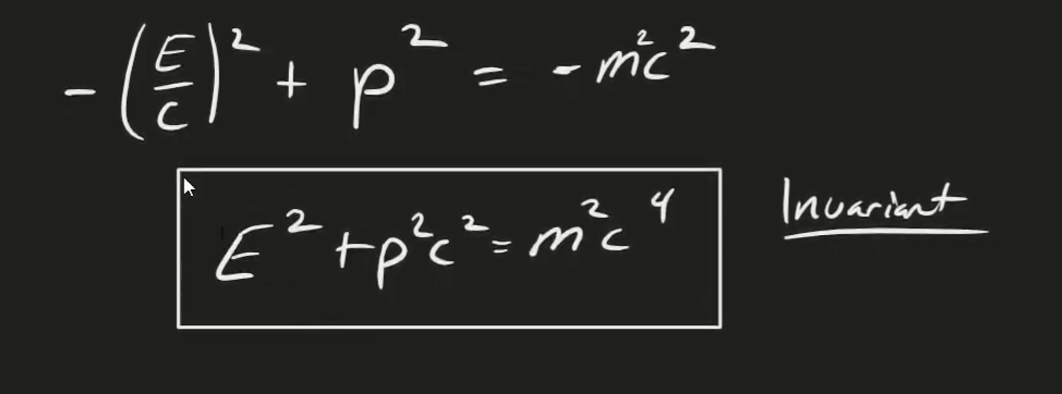 -(E/c)² + p² = -m²c²
E² + p²c² = m²c⁴ Invariant